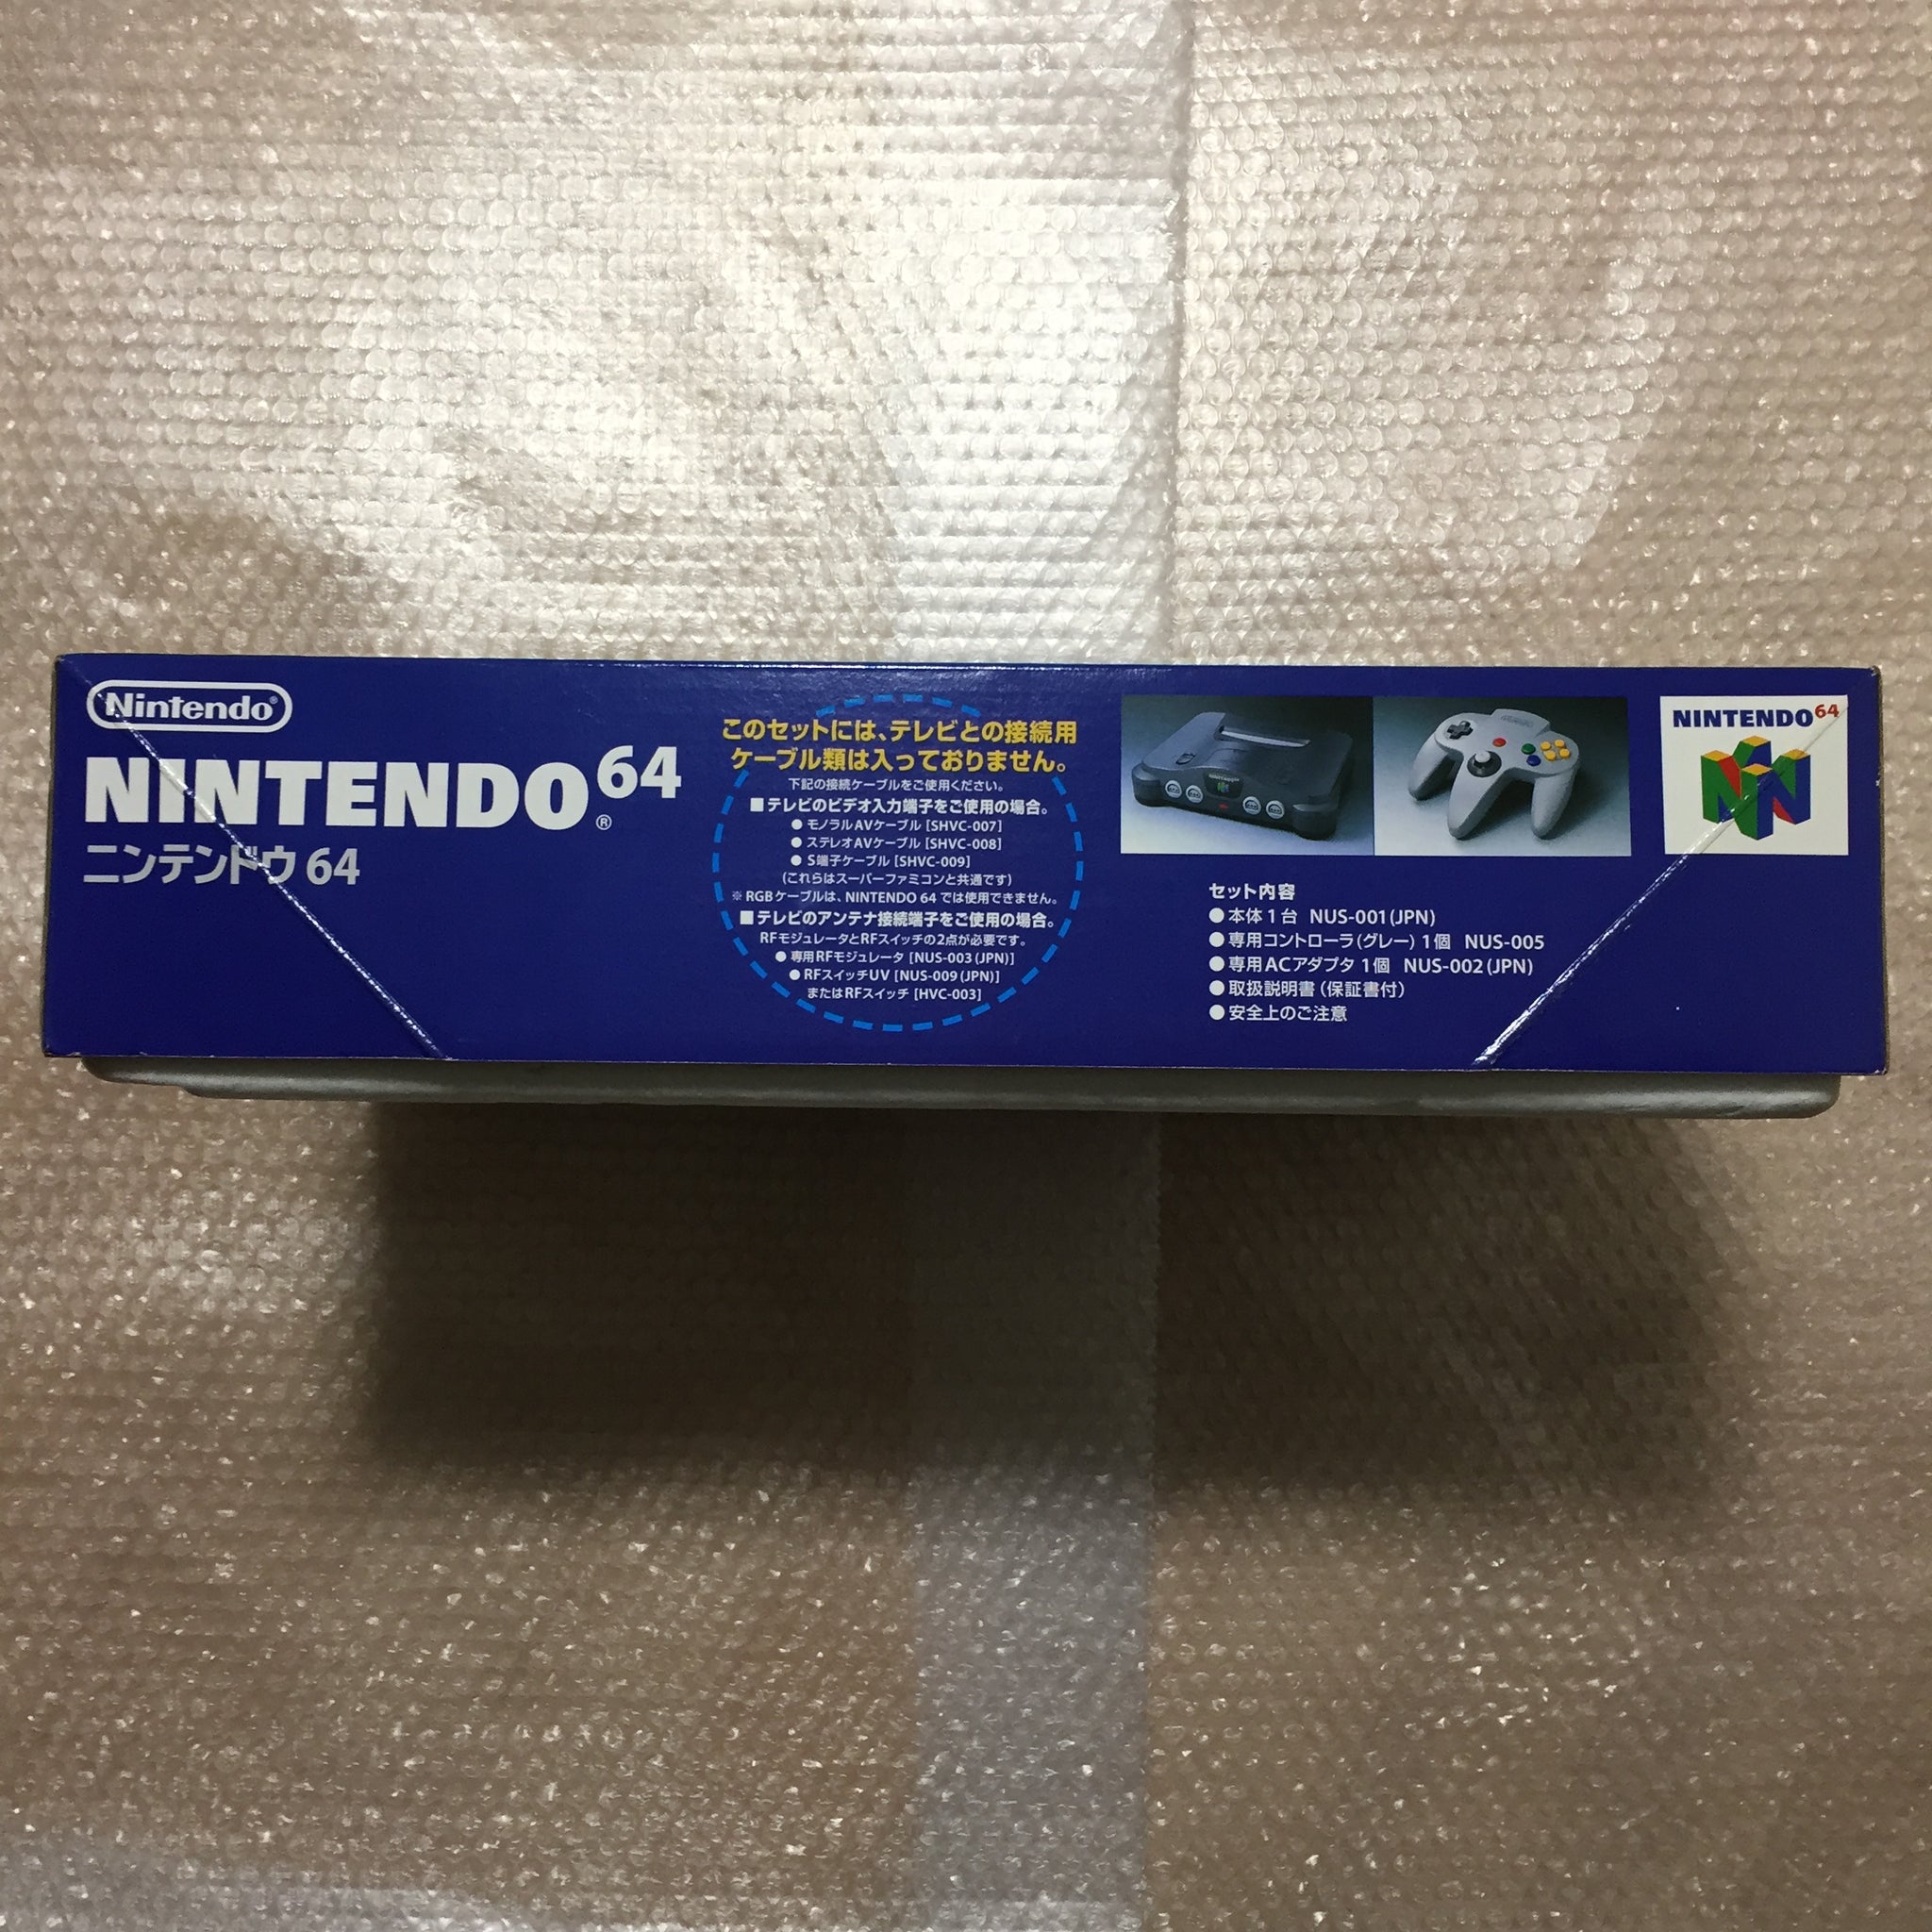 Nintendo®
NINTENDO64®
ニンテンドウ64
このセットには、テレビとの接続用
ケーブル類は入っておりません。
下記の接続ケーブルをご使用ください。
■テレビのビデオ入力端子をご使用の場合。
●モノラルAVケーブル[SHVC-007]
●ステレオAVケーブル[SHVC-008]
●S端子ケーブル[SHVC-009]
(これらはスーパーファミコンと共通です)
※RGBケーブルは、NINTENDO 64では使用できません。
■テレビのアンテナ接続端子をご使用の場合。
RFモジュレータとRFスイッチの2点が必要です。
●専用RFモジュレータ[NUS-003(JPN)]
●RFスイッチUV[NUS-009(JPN)]
またはRFスイッチ[HVC-003]
NINTENDO64
セット内容
●本体1台 NUS-001(JPN)
●専用コントローラ(グレー)1個 NUS-005
●専用ACアダプタ1個 NUS-002(JPN)
●取扱説明書(保証書付)
●安全上のご注意